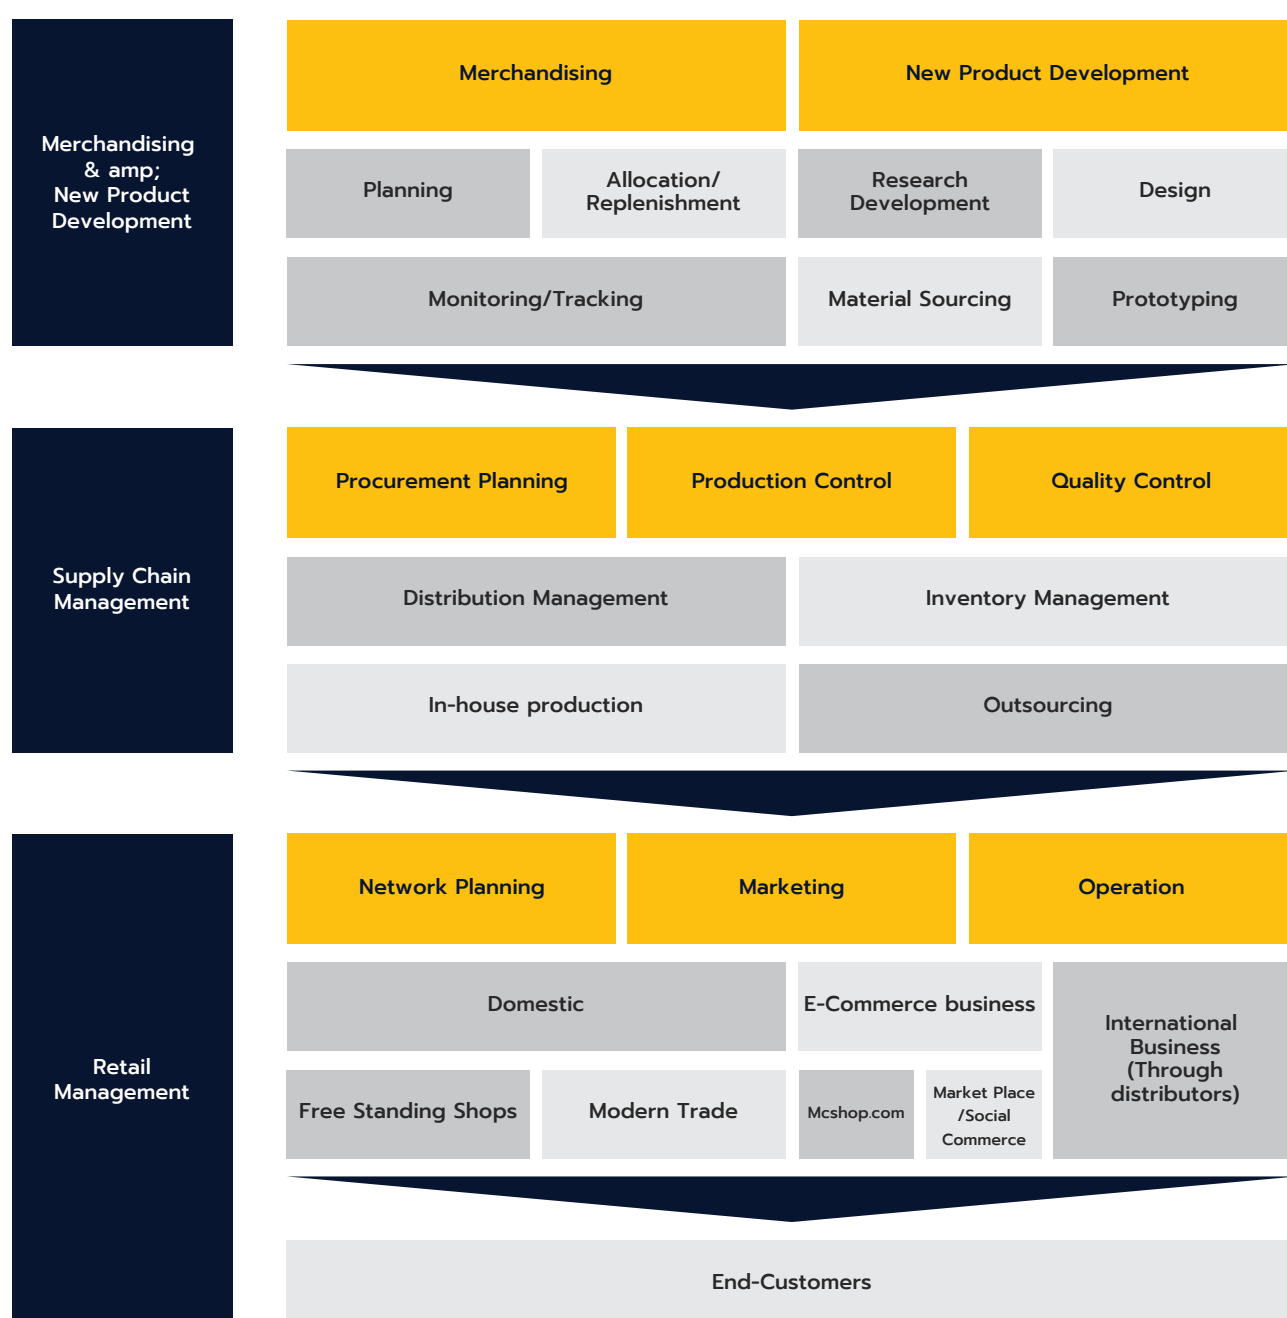 Merchandising
& amp;
New Product
Development
Merchandising
New Product Development
Planning
Allocation/
Replenishment
Research
Development
Design
Monitoring/Tracking
Material Sourcing
Prototyping
Supply Chain
Management
Procurement Planning
Production Control
Quality Control
Distribution Management
Inventory Management
In-house production
Outsourcing
Retail
Management
Network Planning
Marketing
Operation
Domestic
E-Commerce business
International
Business
(Through
distributors)
Free Standing Shops
Modern Trade
Mcshop.com
Market Place
/Social
Commerce
End-Customers